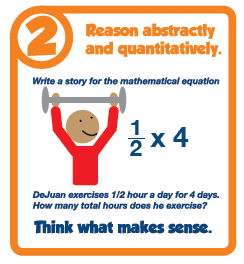 2
Reason abstractly
and quantitatively.
Write a story for the mathematical equation
1/2 x 4
DeJuan exercises 1/2 hour a day for 4 days.
How many total hours does he exercise?
Think what makes sense.